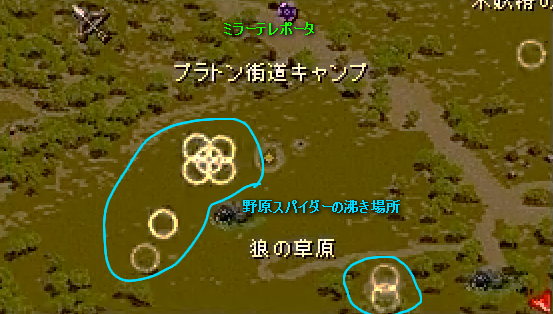 ミラーテレポータ
プラトン街道キャンプ
野原スパイダーの沸き場所
狼の草原